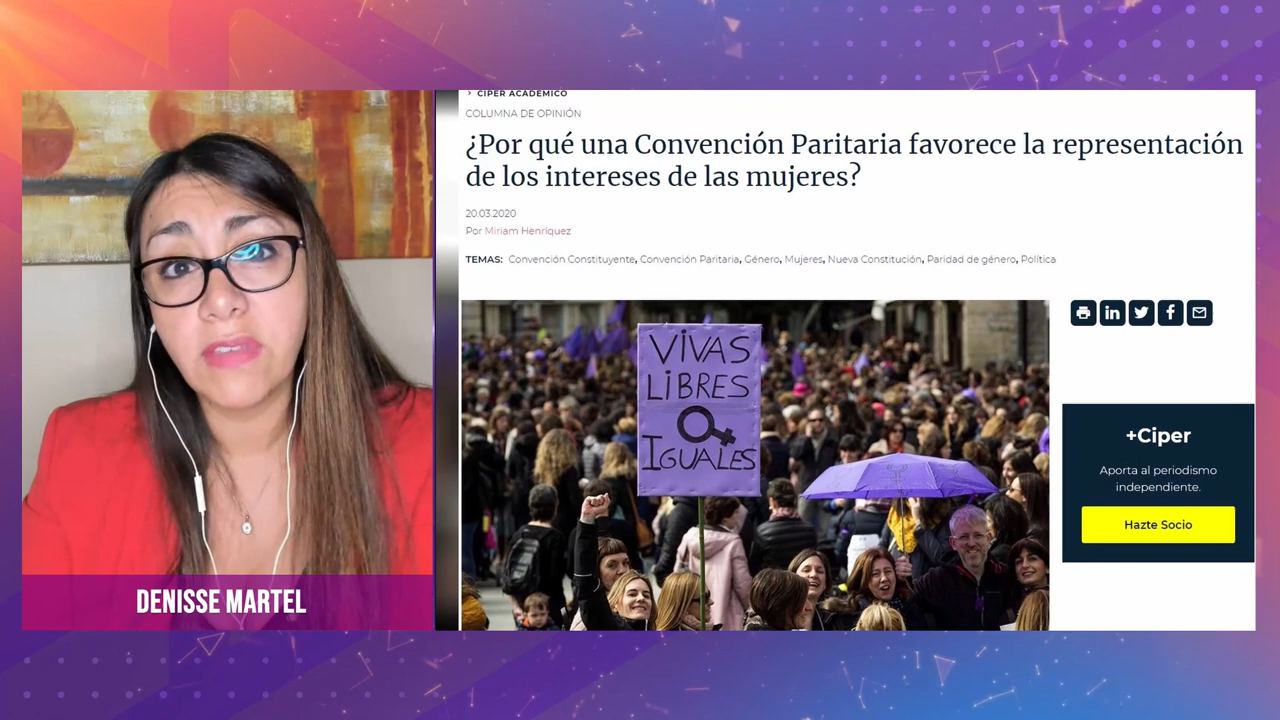 CIPER ACADÉMICO
COLUMNA DE OPINIÓN
¿Por qué una Convención Paritaria favorece la representación
de los intereses de las mujeres?
20.03.2020
Por Miriam Henríquez
TEMAS: Convención Constituyente, Convención Paritaria, Género, Mujeres, Nueva Constitución, Paridad de género, Política
VIVAS
LIBRES
IGUALES
+Ciper
Aporta al periodismo
independiente.
Hazte Socio
DENISSE MARTEL